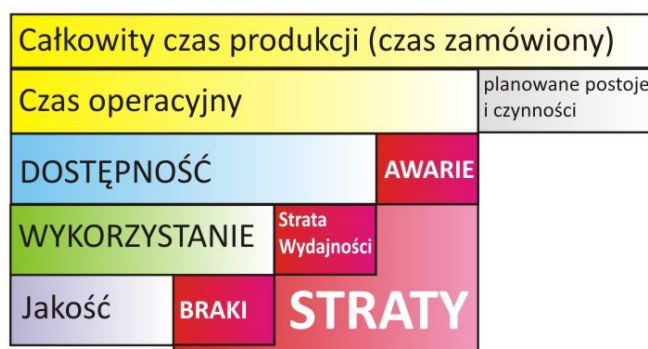 Całkowity czas produkcji (czas zamówiony)
Czas operacyjny
planowane postoje
i czynności
DOSTĘPNOŚĆ
AWARIE
WYKORZYSTANIE
Strata
Wydajności
Jakość
BRAKI
STRATY